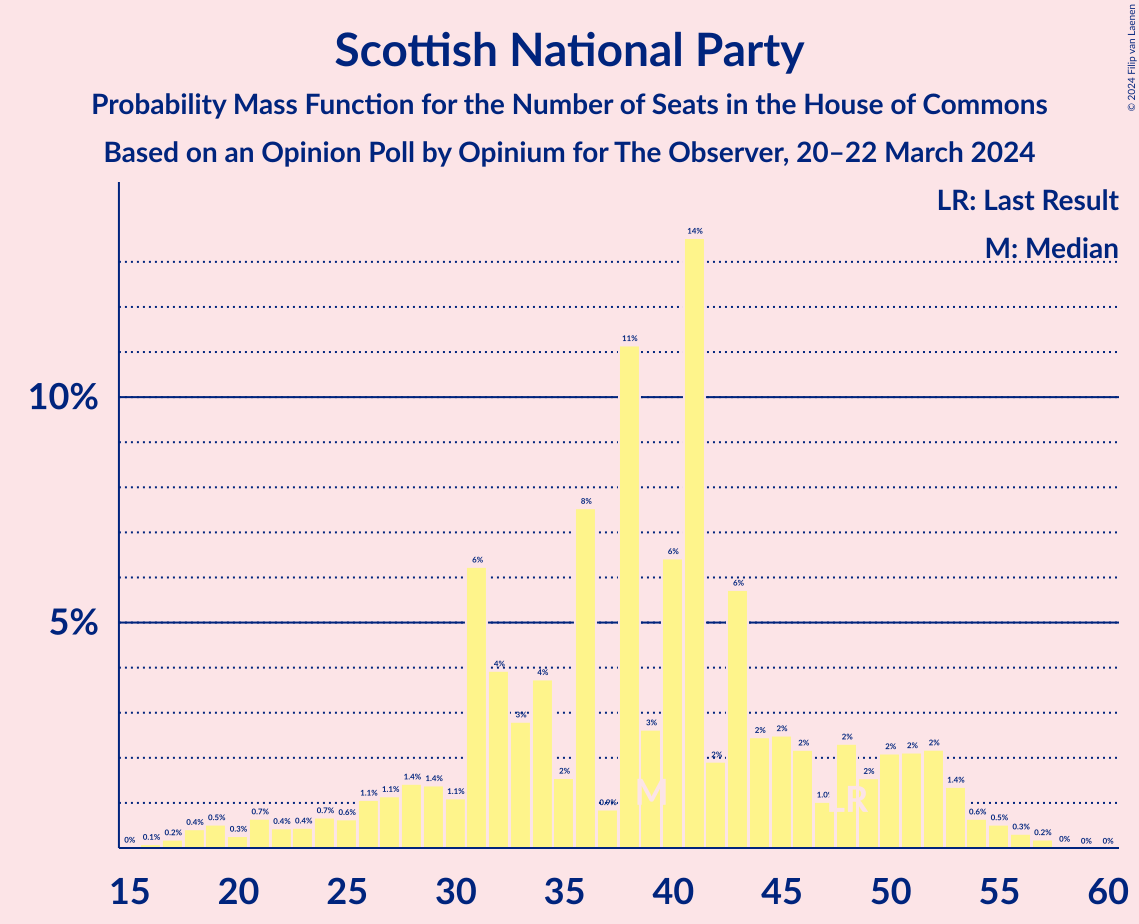 Scottish National Party
Probability Mass Function for the Number of Seats in the House of Commons
Based on an Opinion Poll by Opinium for The Observer, 20–22 March 2024
© 2024 Filip van Laenen
LR: Last Result
M: Median
10%
5%
0% 0.1% 0.2% 0.4% 0.5% 0.3% 0.7% 0.4% 0.4% 0.7% 0.6% 1.1% 1.1% 1.4% 1.4% 1.1% 6% 4% 3% 4% 2% 8% 0.9% 11% 3% 6% 14% 2% 6% 2% 2% 2% 1.0% 2% 2% 2% 2% 2% 1.4% 0.6% 0.5% 0.3% 0.2% 0% 0% 0%
M LR
15 20 25 30 35 40 45 50 55 60